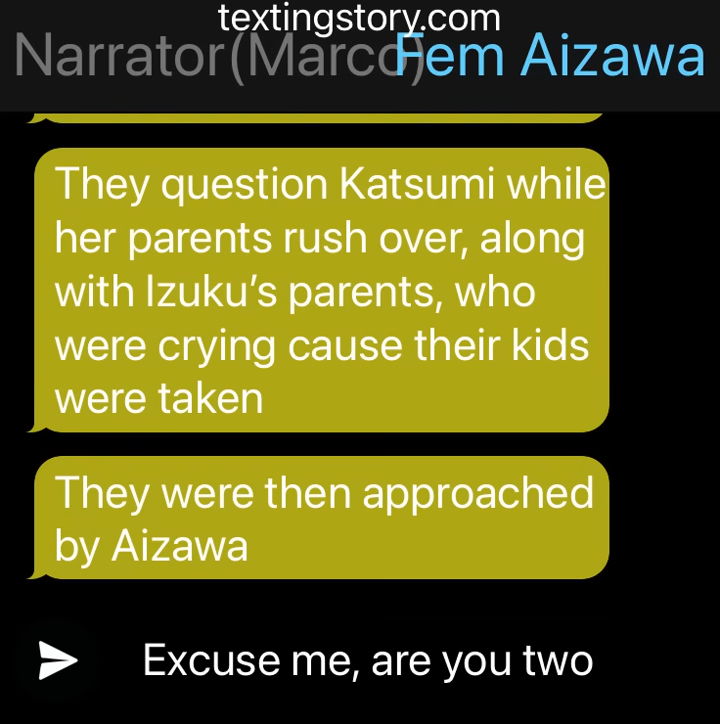 textingstory.com
Narrator(Marco)
Fem Aizawa
They question Katsumi while
her parents rush over, along
with Izuku’s parents, who
were crying cause their kids
were taken
They were then approached
by Aizawa
Excuse me, are you two